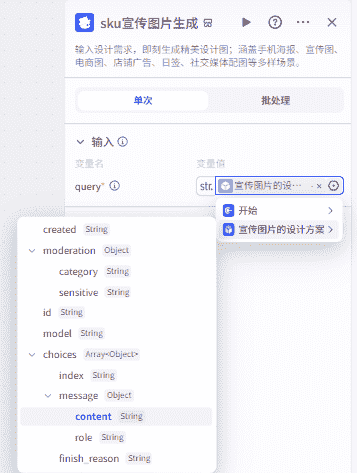 sku宣传图片生成
输入设计需求，即刻生成精美设计图；涵盖手机海报、宣传图、
电商图、店铺广告、日签、社交媒体配图等多样场景。
单次
批处理
输入
变量名
变量值
query*
str.
宣传图片的设…
开始
宣传图片的设计方案
created String
moderation Object
category String
sensitive String
id String
model String
choices Array<Object>
index String
message Object
content String
role String
finish_reason String